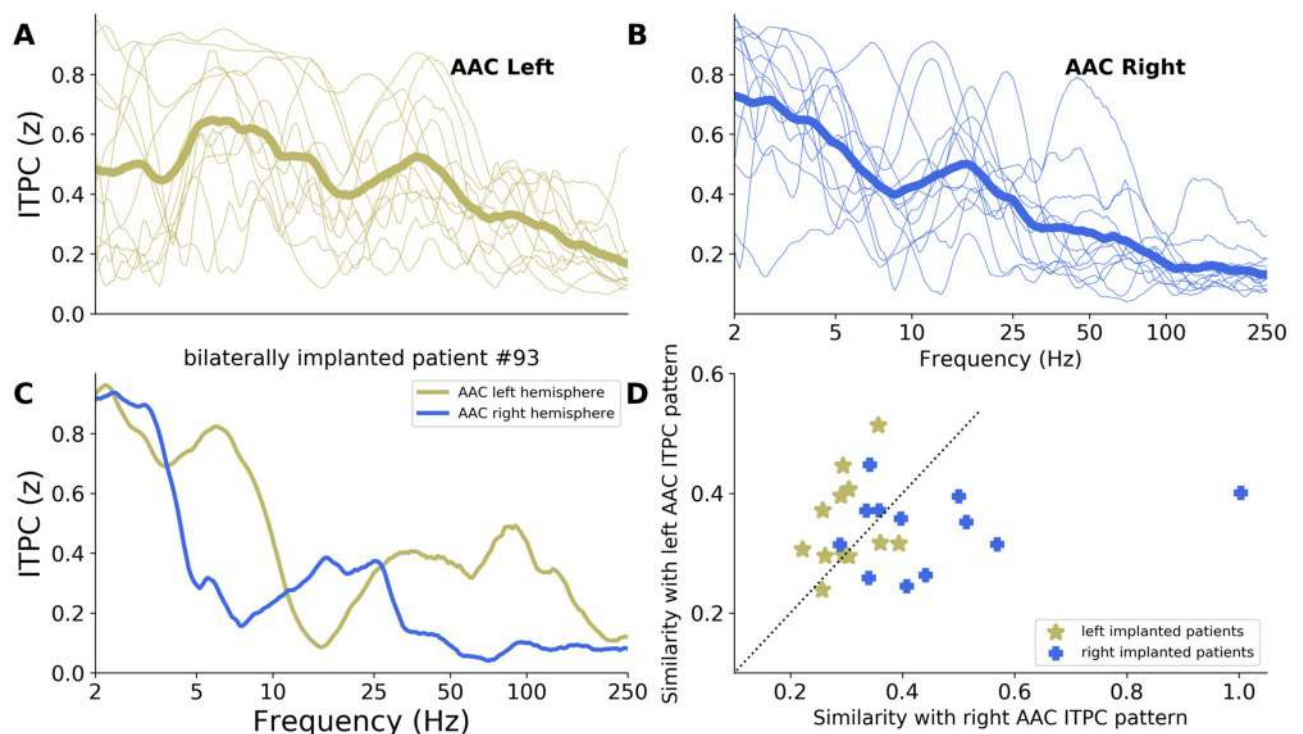 A
AAC Left
ITPC (z)
0.8
0.6
0.4
0.2
0.0
B
AAC Right
0.8
0.6
0.4
0.2
0.0
2 5 10 25 50 100 250
Frequency (Hz)
C
bilaterally implanted patient #93
AAC left hemisphere
AAC right hemisphere
ITPC (z)
0.8
0.6
0.4
0.2
0.0
2 5 10 25 50 100 250
Frequency (Hz)
D
Similarity with left AAC ITPC pattern
0.6
0.4
0.2
left implanted patients
right implanted patients
0.2 0.4 0.6 0.8 1.0
Similarity with right AAC ITPC pattern